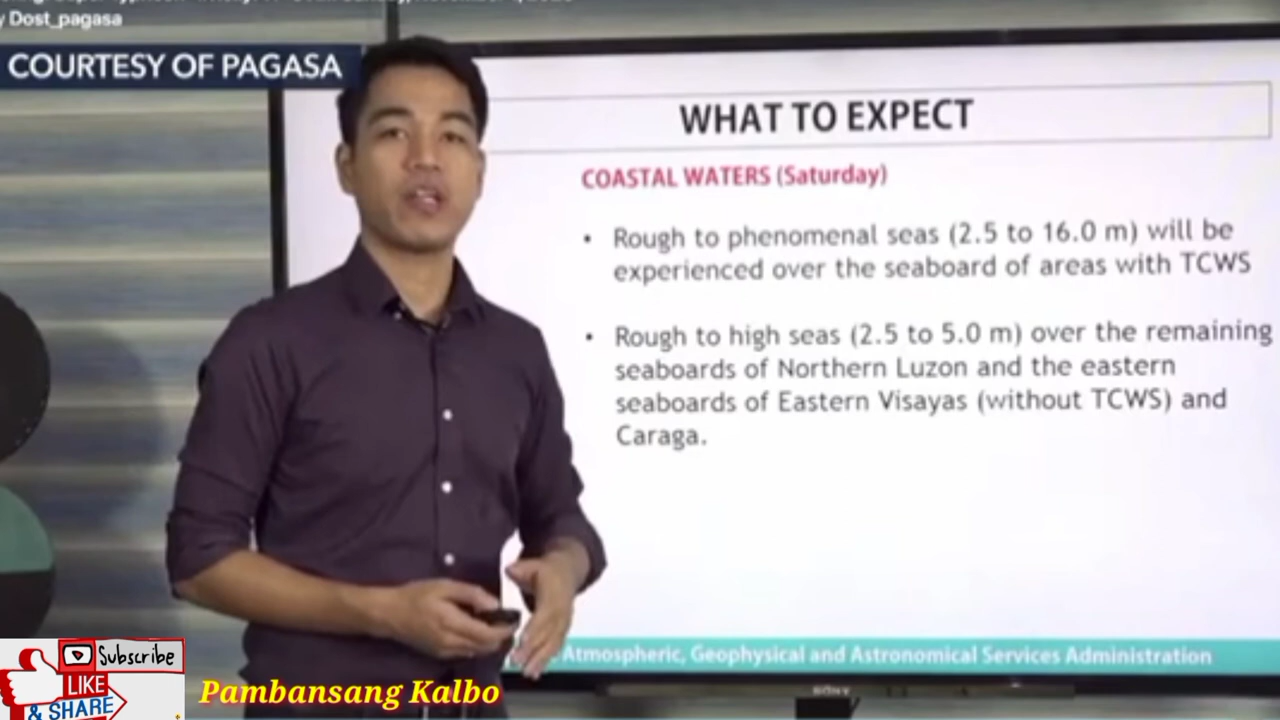 y Dost_pagasa
COURTESY OF PAGASA
WHAT TO EXPECT
COASTAL WATERS (Saturday)
• Rough to phenomenal seas (2.5 to 16.0 m) will be
experienced over the seaboard of areas with TCWS
• Rough to high seas (2.5 to 5.0 m) over the remaining
seaboards of Northern Luzon and the eastern
seaboards of Eastern Visayas (without TCWS) and
Caraga.
Atmospheric, Geophysical and Astronomical Services Administration
SONY
Subscribe
LIKE
& SHARE
Pambansang Kalbo